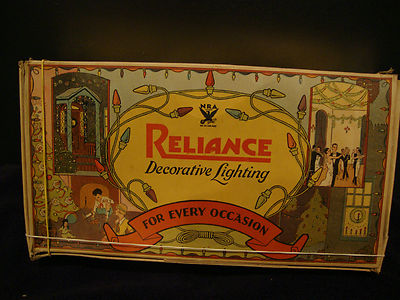 NRA
RELIANCE
Decorative Lighting
FOR EVERY OCCASION